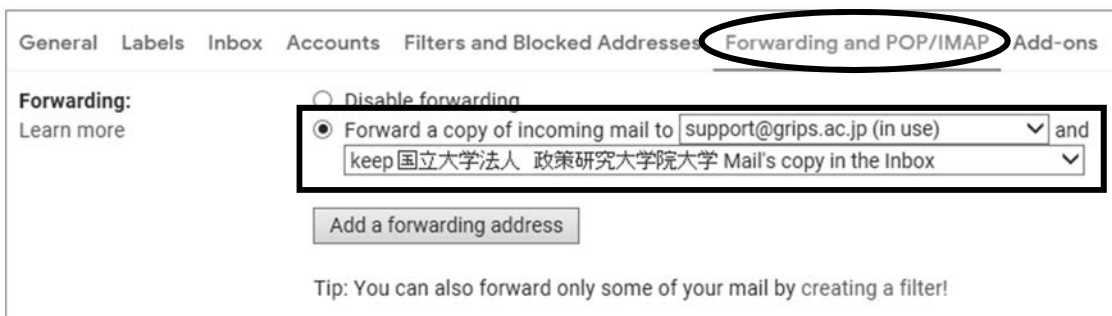 General Labels Inbox Accounts Filters and Blocked Addresses Forwarding and POP/IMAP Add-ons
Forwarding: Disable forwarding
Learn more Forward a copy of incoming mail to support@grips.ac.jp (in use) and
keep 国立大学法人 政策研究大学院大学 Mail's copy in the Inbox
Add a forwarding address
Tip: You can also forward only some of your mail by creating a filter!